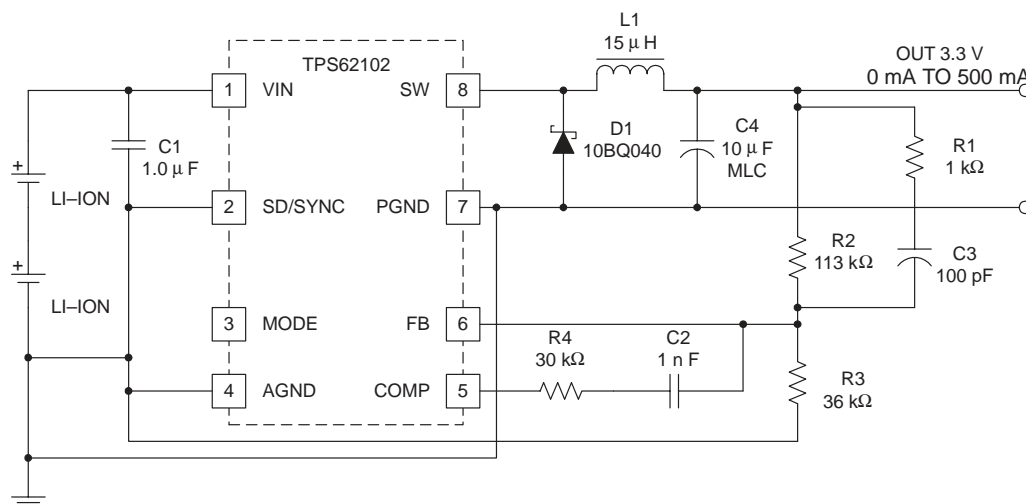 L1
15 μ H
OUT 3.3 V
0 mA TO 500 mA
TPS62102
1
VIN
SW
8
C1
1.0 μ F
D1
10BQ040
C4
10 μ F
MLC
R1
1 kΩ
+
LI–ION
2
SD/SYNC
PGND
7
R2
113 kΩ
C3
100 pF
+
LI–ION
3
MODE
FB
6
R4
30 kΩ
C2
1 n F
4
AGND
COMP
5
R3
36 kΩ